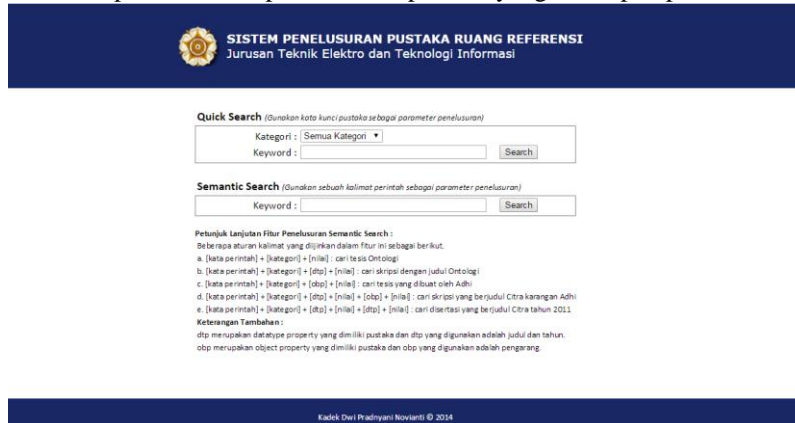 SISTEM PENELUSURAN PUSTAKA RUANG REFERENSI
Jurusan Teknik Elektro dan Teknologi Informasi
Quick Search (Gunakan kata kunci pustaka sebagai parameter penelusuran)
Kategori : Semua Kategori
Keyword : Search
Semantic Search (Gunakan sebuah kalimat perintah sebagai parameter penelusuran)
Keyword : Search
Petunjuk Lanjutan Fitur Penelusuran Semantic Search :
Beberapa aturan kalimat yang diijinkan dalam fitur ini sebagai berikut.
a. [kata perintah] + [kategori] + [nilai] : cari tesis Ontologi
b. [kata perintah] + [kategori] + [dtp] + [nilai] : cari skripsi dengan judul Ontologi
c. [kata perintah] + [kategori] + [obp] + [nilai] : cari tesis yang dibuat oleh Adhi
d. [kata perintah] + [kategori] + [dtp] + [nilai] + [obp] + [nilai] : cari skripsi yang berjudul Citra karangan Adhi
e. [kata perintah] + [kategori] + [dtp] + [nilai] + [dtp] + [nilai] : cari disertasi yang berjudul Citra tahun 2011
Keterangan Tambahan :
dtp merupakan datatype property yang dimiliki pustaka dan dtp yang digunakan adalah judul dan tahun.
obp merupakan object property yang dimiliki pustaka dan obp yang digunakan adalah pengarang.
Kadek Dwi Pradnyani Novianti © 2014